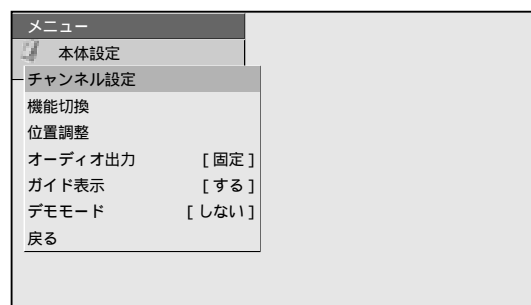 メニュー
本体設定
チャンネル設定
機能切換
位置調整
オーディオ出力 [ 固定 ]
ガイド表示 [ する ]
デモモード [ しない ]
戻る